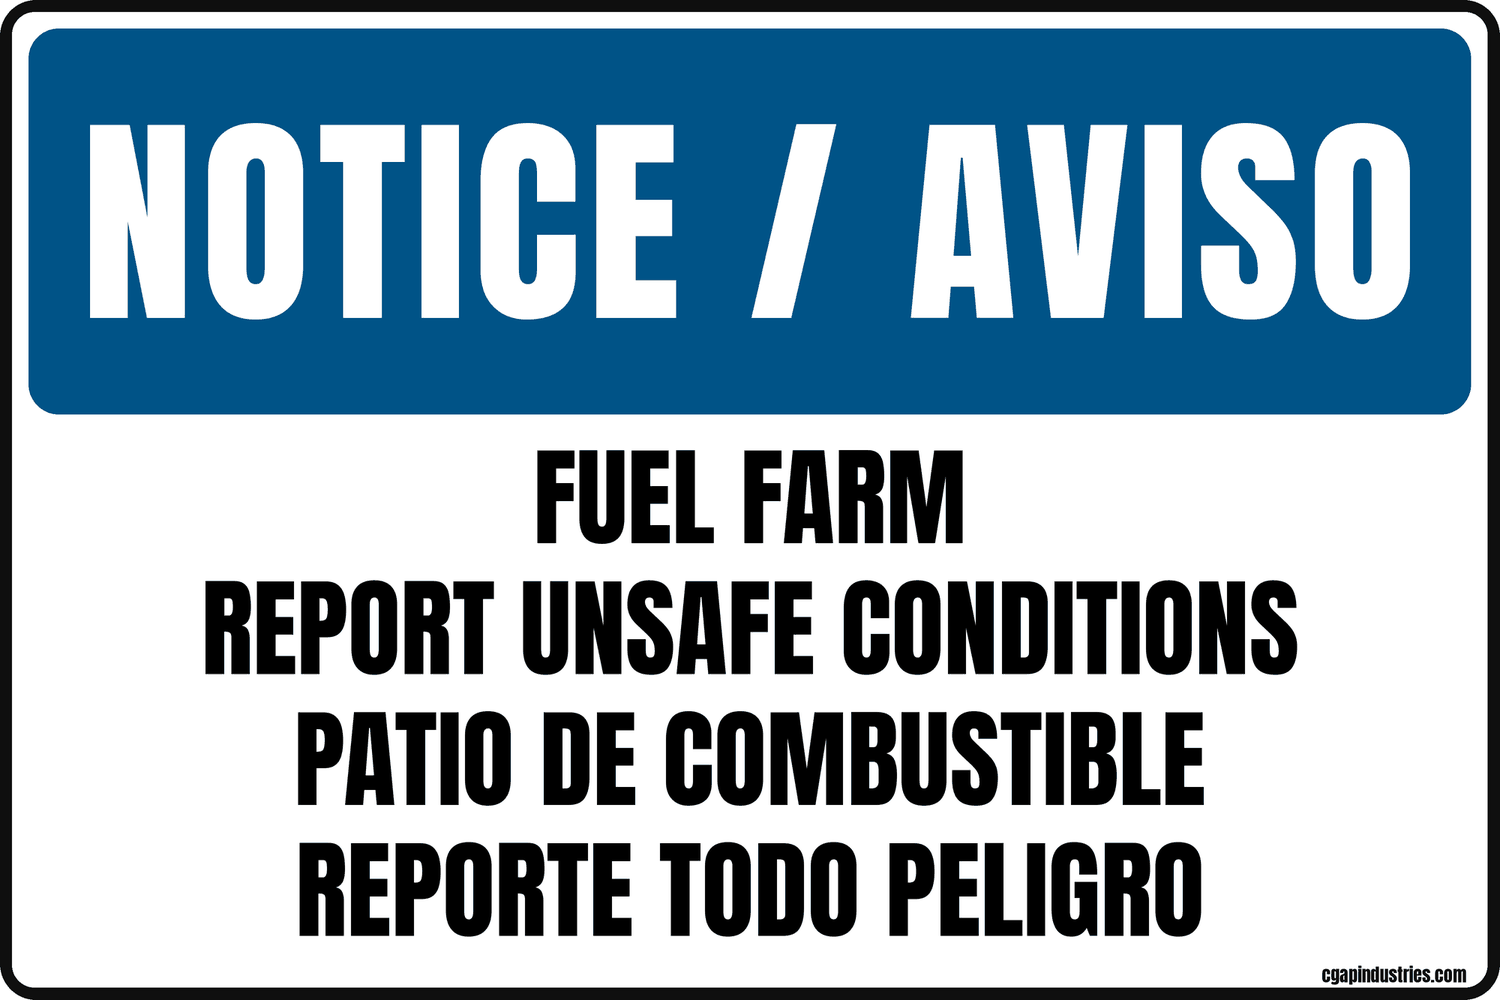 NOTICE / AVISO
FUEL FARM
REPORT UNSAFE CONDITIONS
PATIO DE COMBUSTIBLE
REPORTE TODO PELIGRO
cgapindustries.com